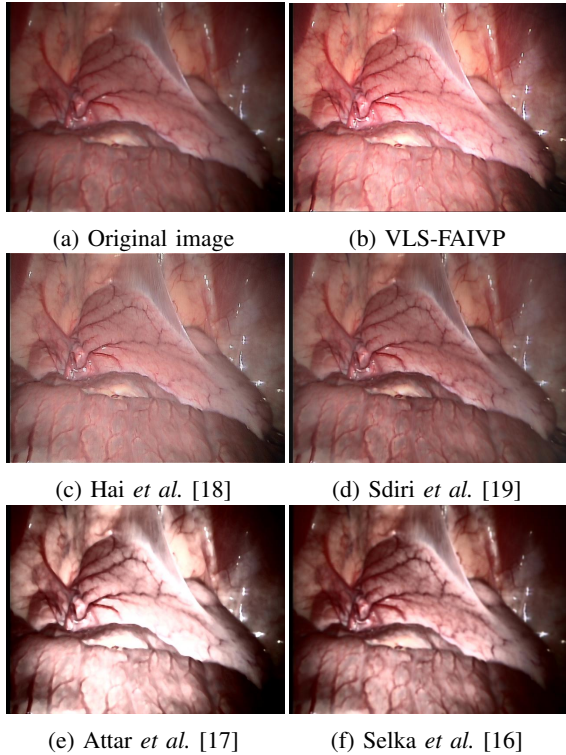 (a) Original image
(b) VLS-FAIVP
(c) Hai et al. [18]
(d) Sdiri et al. [19]
(e) Attar et al. [17]
(f) Selka et al. [16]